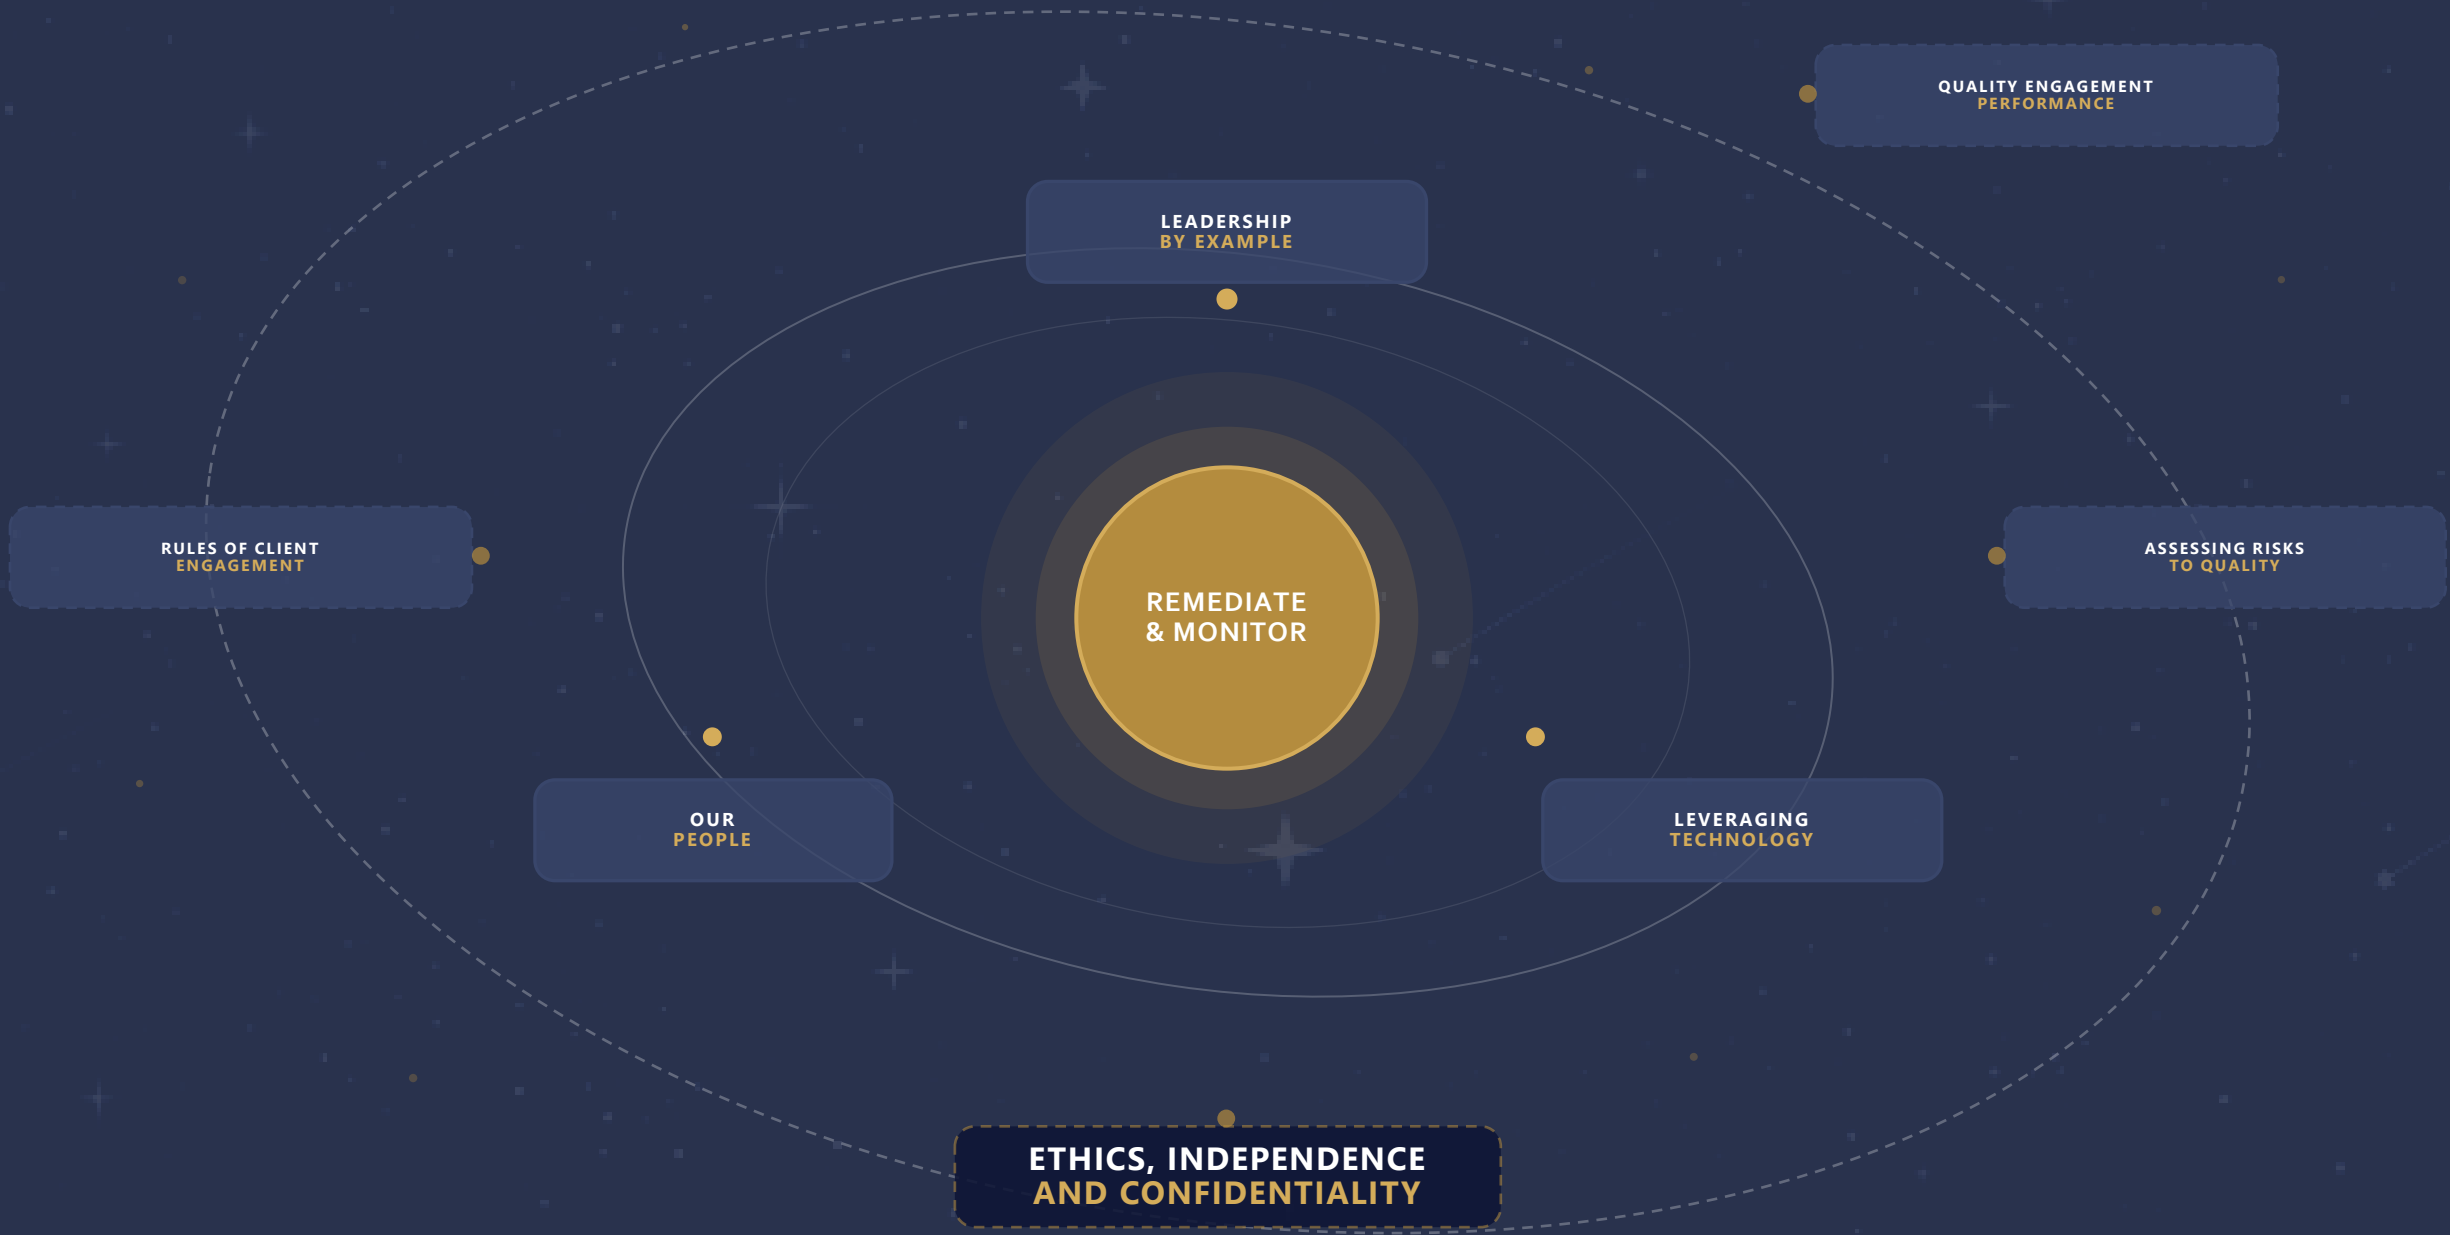 QUALITY ENGAGEMENT
PERFORMANCE
LEADERSHIP
BY EXAMPLE
RULES OF CLIENT
ENGAGEMENT
ASSESSING RISKS
TO QUALITY
REMEDIATE
& MONITOR
OUR
PEOPLE
LEVERAGING
TECHNOLOGY
ETHICS, INDEPENDENCE
AND CONFIDENTIALITY